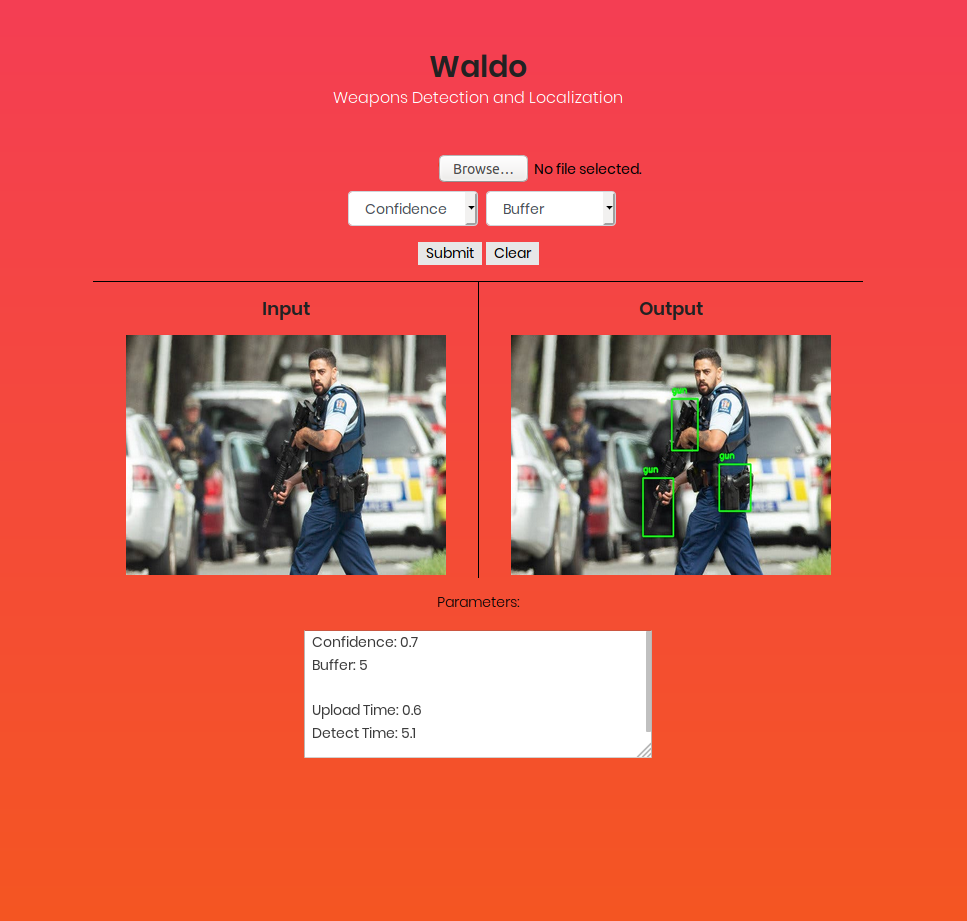 Waldo
Weapons Detection and Localization
Browse... No file selected.
Confidence Buffer
Submit Clear
Input Output
gun
gun
gun
Parameters:
Confidence: 0.7
Buffer: 5
Upload Time: 0.6
Detect Time: 5.1